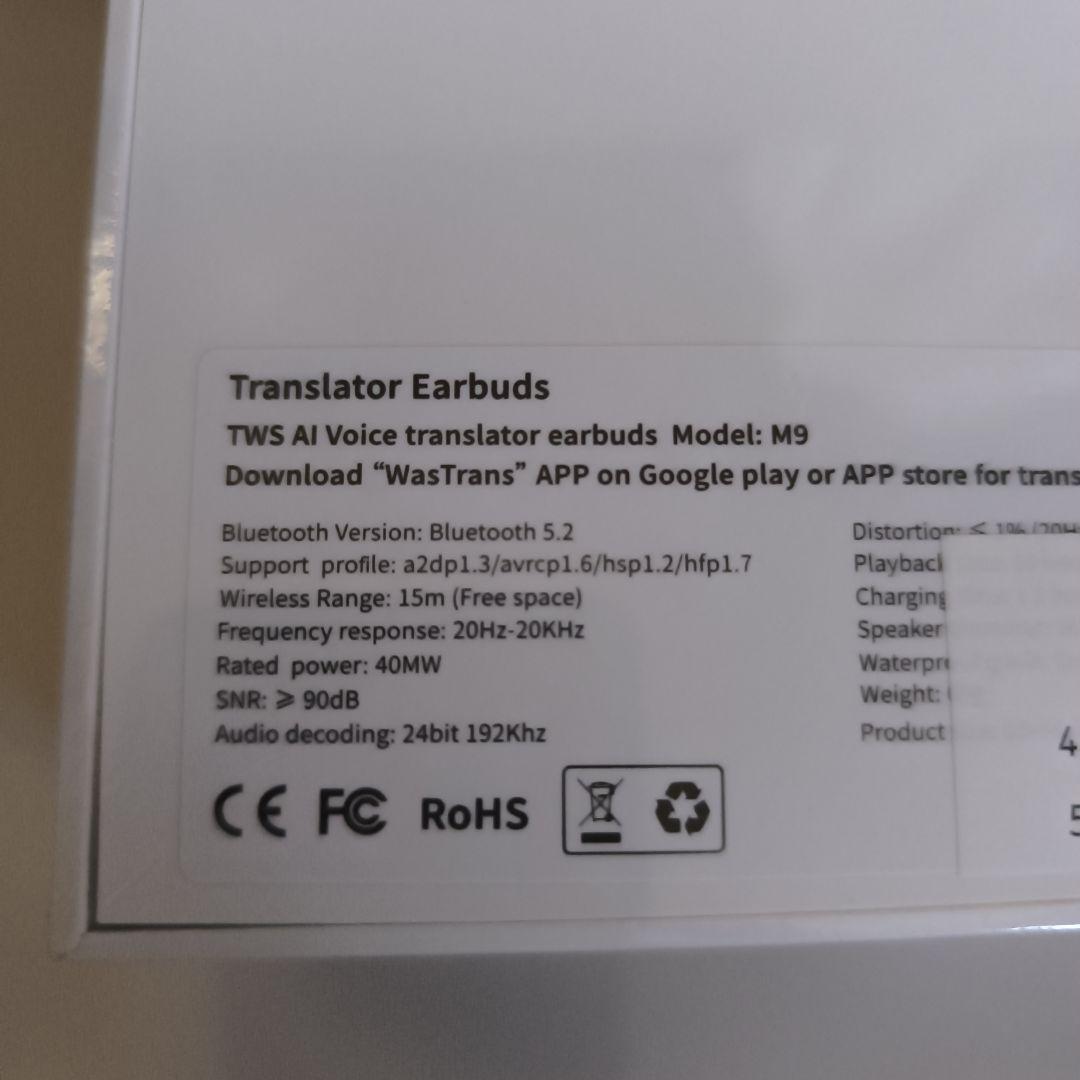 Translator Earbuds
TWS AI Voice translator earbuds Model: M9
Download “WasTrans” APP on Google play or APP store for trans
Bluetooth Version: Bluetooth 5.2
Support profile: a2dp1.3/avrcp1.6/hsp1.2/hfp1.7
Wireless Range: 15m (Free space)
Frequency response: 20Hz-20KHz
Rated power: 40MW
SNR: ⩾ 90dB
Audio decoding: 24bit 192Khz
Distortion: ≤ 1%
Playback
Charging
Speaker
Weight:
Product
4
5
CE FC RoHS